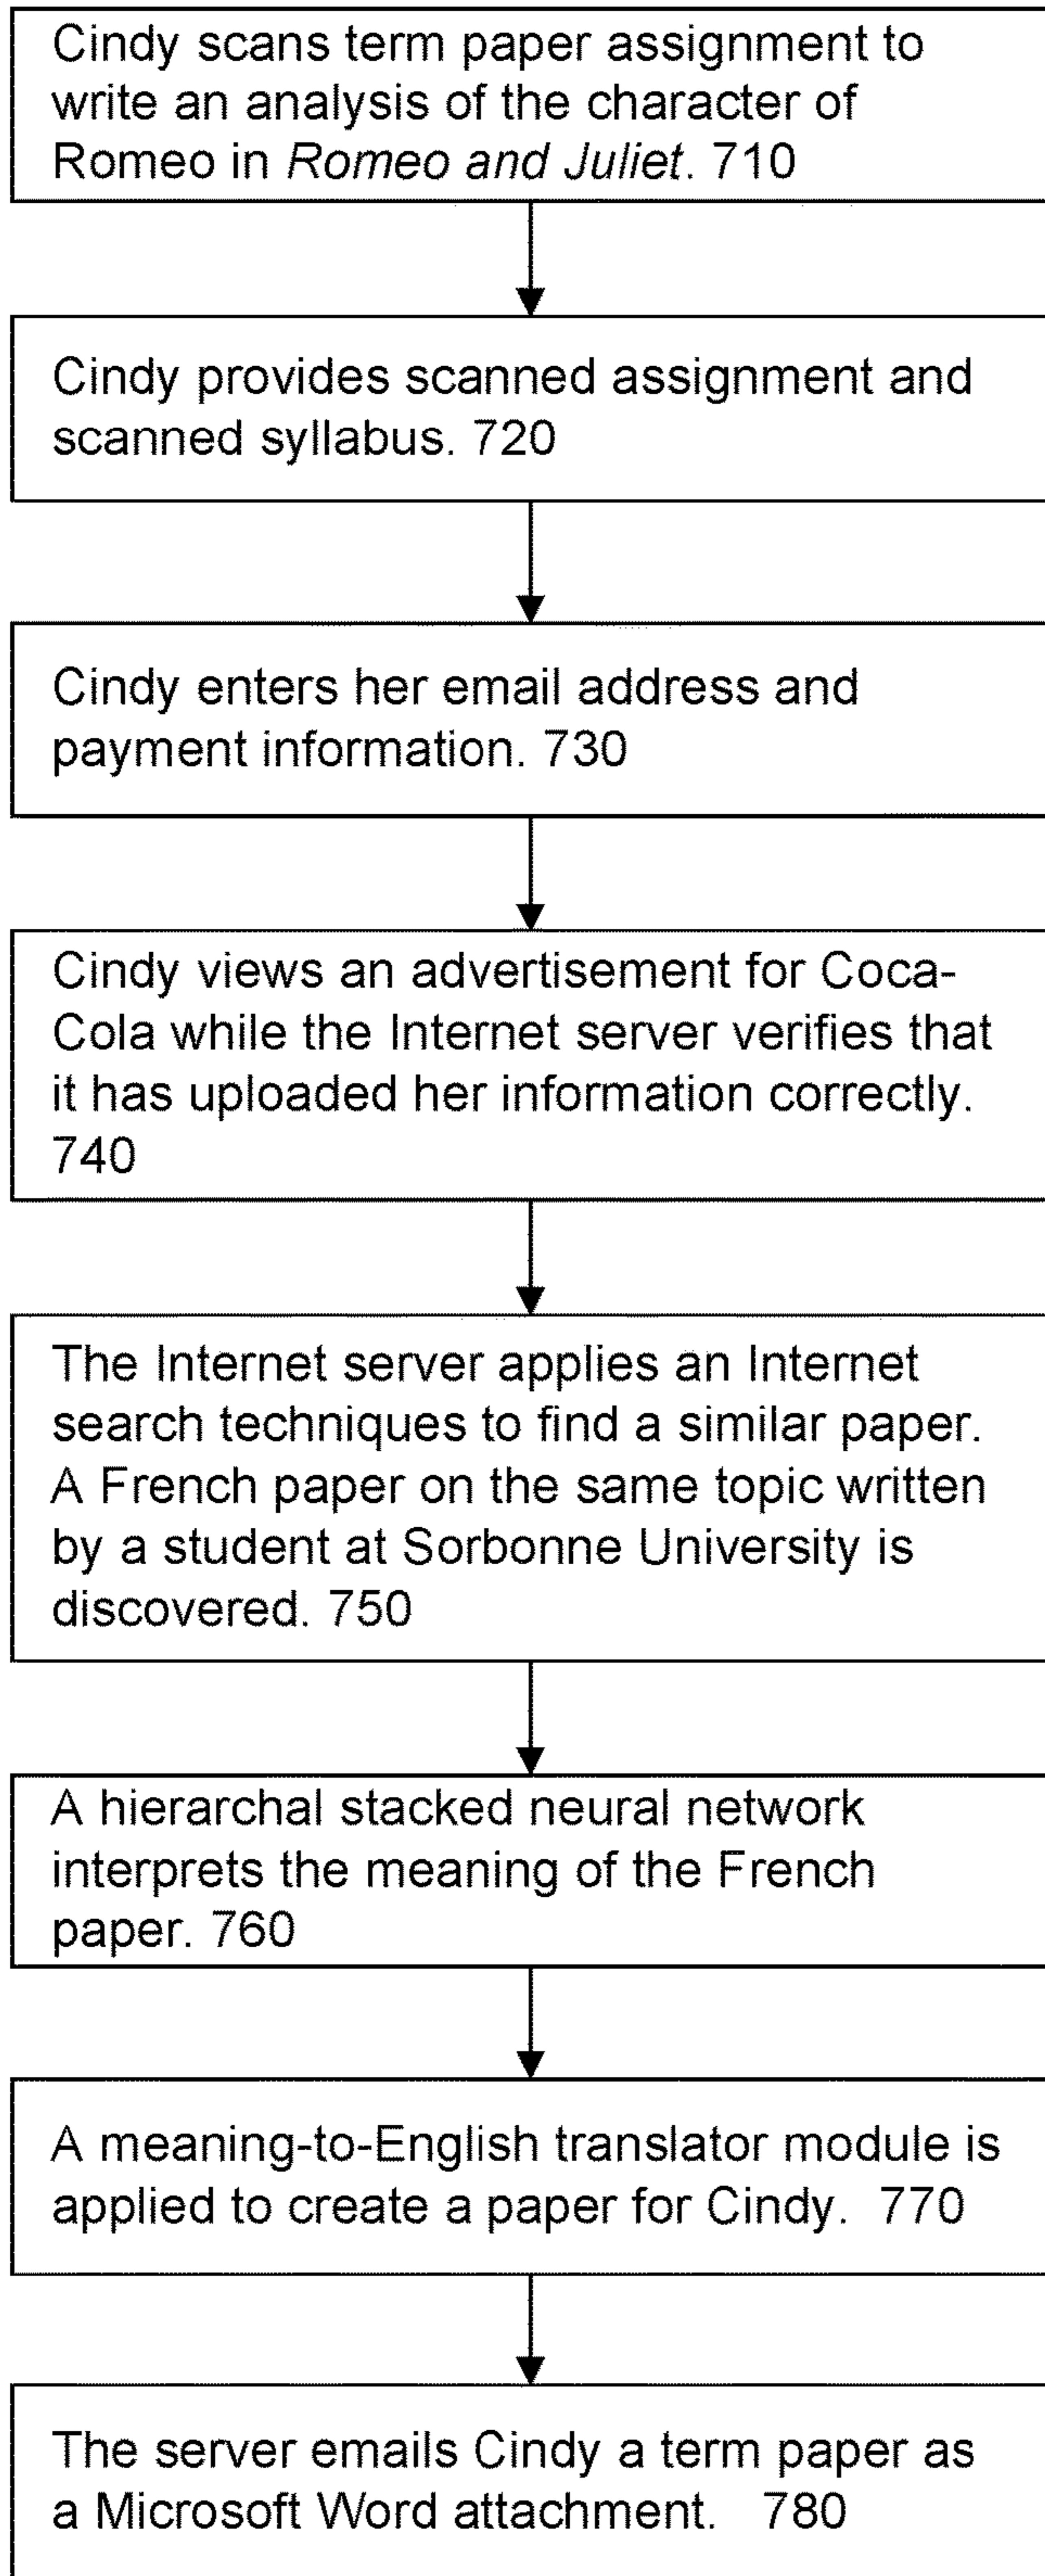 Cindy scans term paper assignment to
write an analysis of the character of
Romeo in Romeo and Juliet. 710
Cindy provides scanned assignment and
scanned syllabus. 720
Cindy enters her email address and
payment information. 730
Cindy views an advertisement for Coca-
Cola while the Internet server verifies that
it has uploaded her information correctly.
740
The Internet server applies an Internet
search techniques to find a similar paper.
A French paper on the same topic written
by a student at Sorbonne University is
discovered. 750
A hierarchal stacked neural network
interprets the meaning of the French
paper. 760
A meaning-to-English translator module is
applied to create a paper for Cindy. 770
The server emails Cindy a term paper as
a Microsoft Word attachment. 780